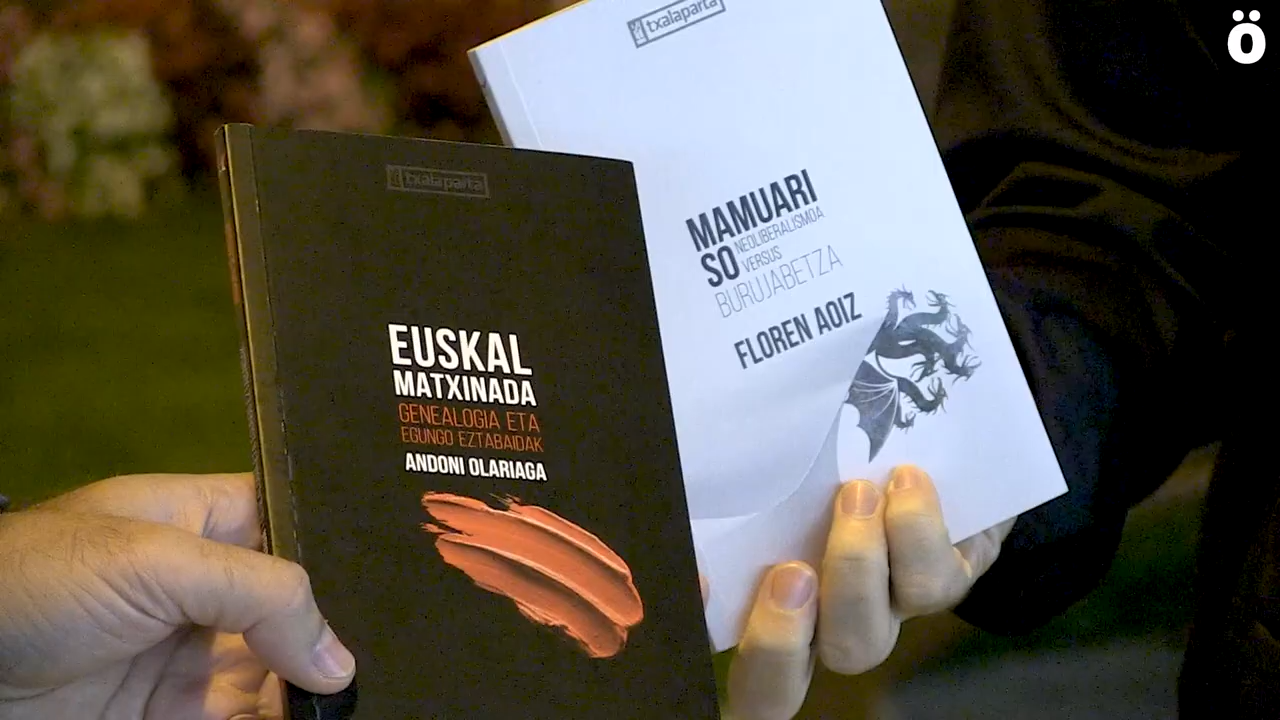 txalaparta
EUSKAL
MATXINADA
GENEALOGIA ETA
EGUNGO EZTABAIDAK
ANDONI OLARIAGA
txalaparta
MAMUARI
SO NEOLIBERALISMOA
VERSUS
BURUJABETZA
FLOREN AOIZ
ö